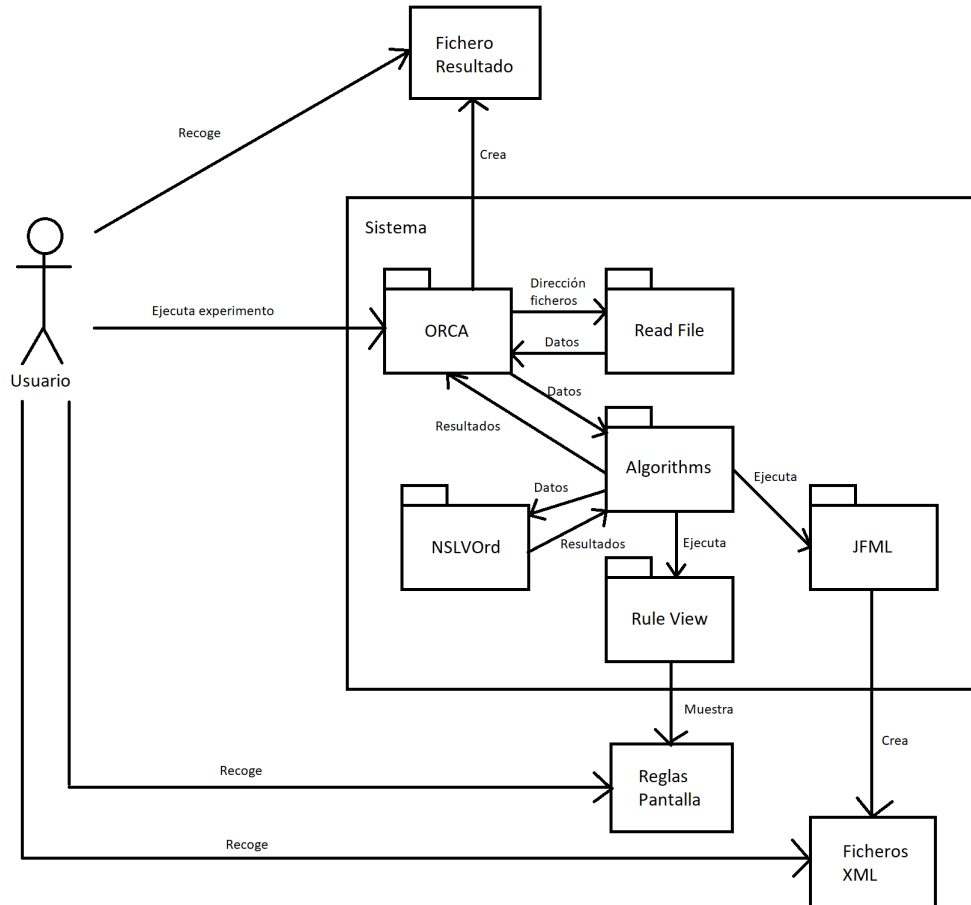 Fichero
Resultado
Recoge
Crea
Sistema
Ejecuta experimento
ORCA
Dirección
ficheros
Read File
Datos
Usuario
Datos
Resultados
Algorithms
Ejecuta
Datos
NSLVOrd
Resultados
Ejecuta
JFML
Rule View
Muestra
Crea
Recoge
Reglas
Pantalla
Recoge
Ficheros
XML